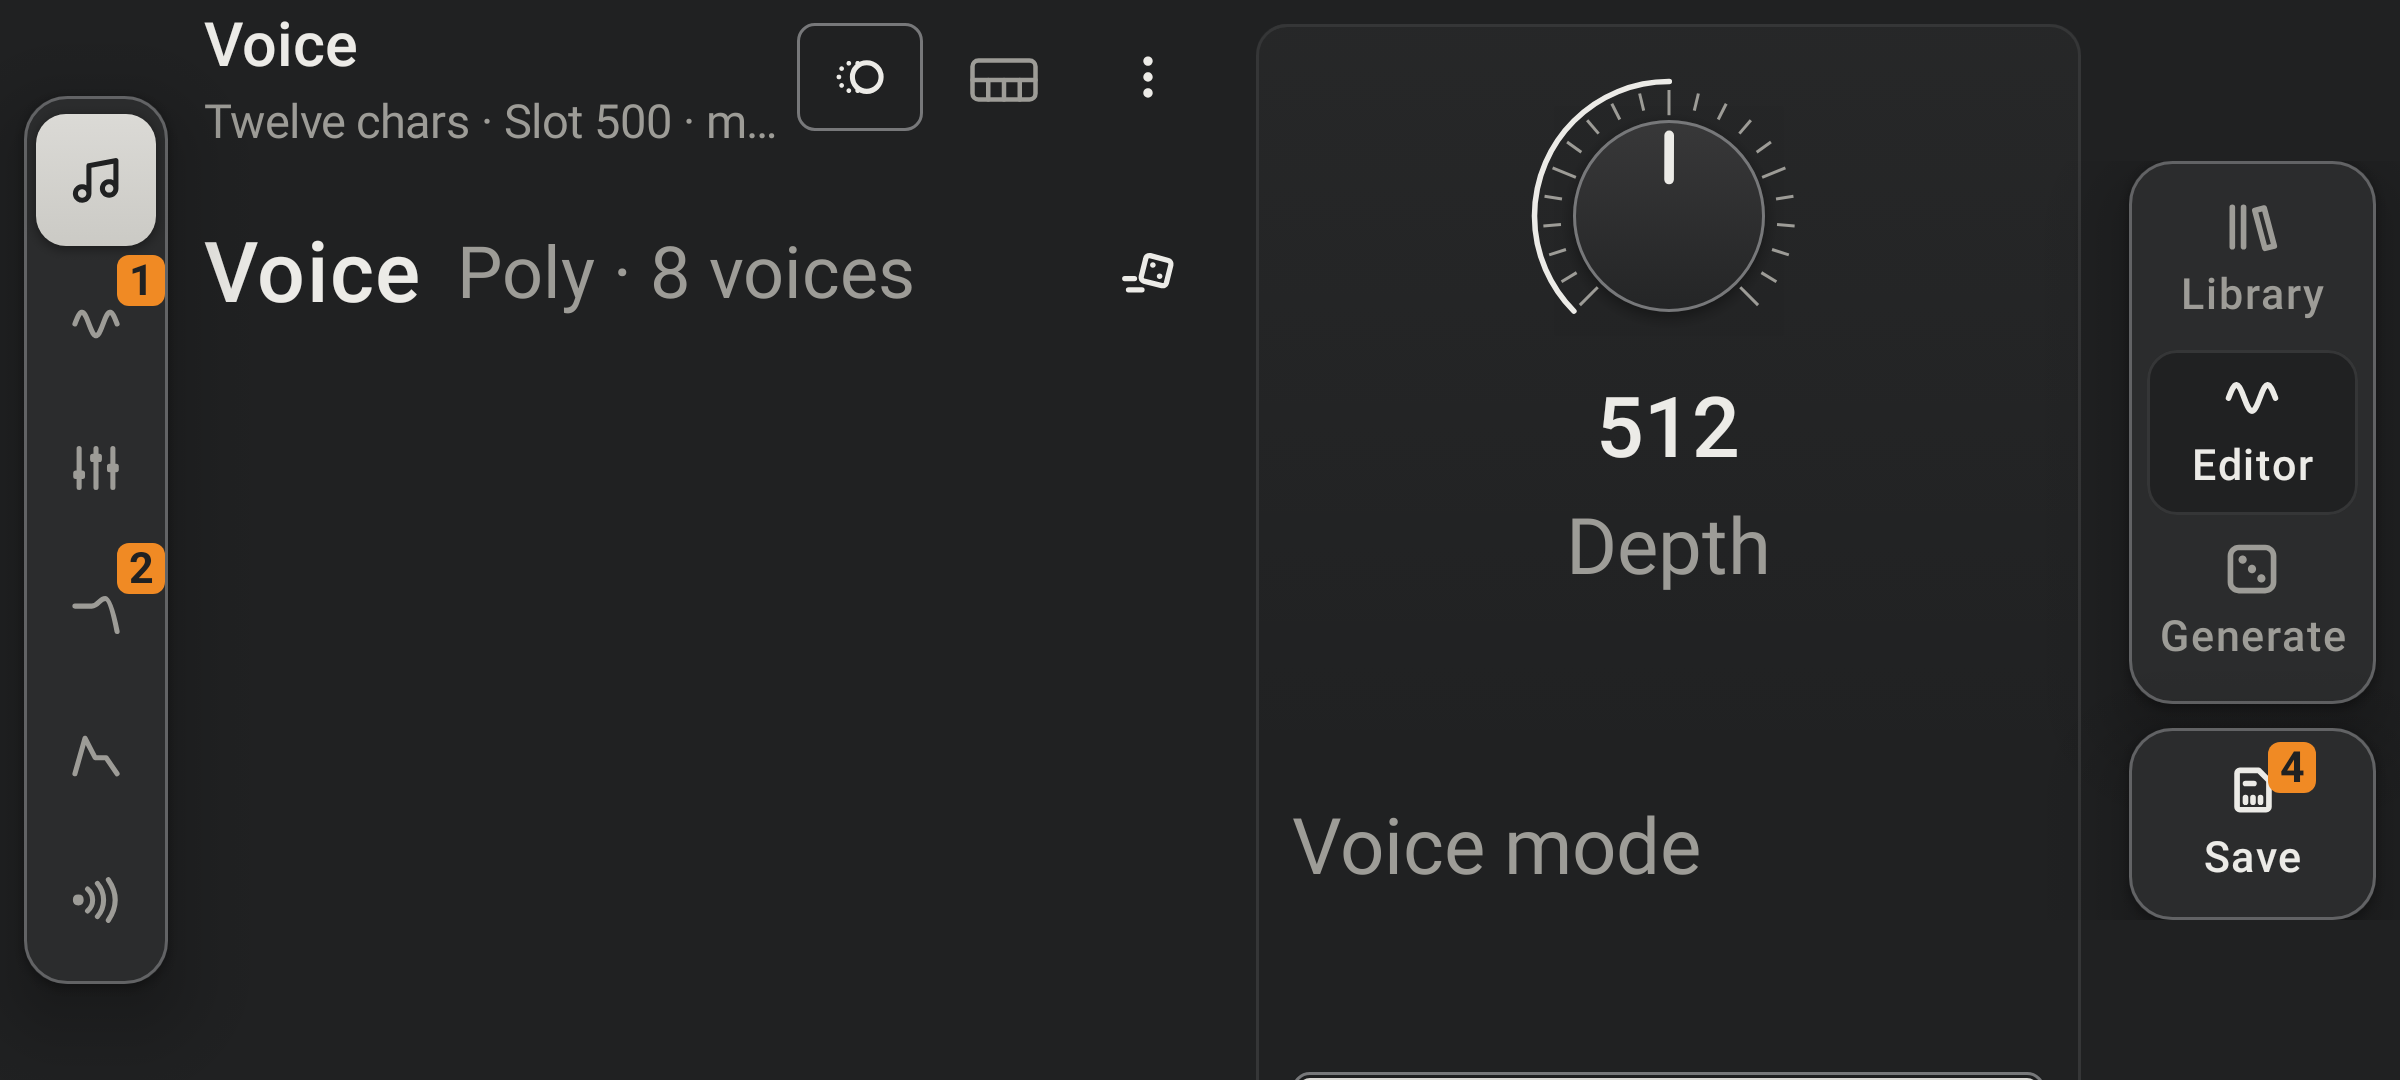 Voice
Twelve chars · Slot 500 · m...
Voice Poly · 8 voices
1
2
512
Depth
Voice mode
Library
Editor
Generate
4
Save